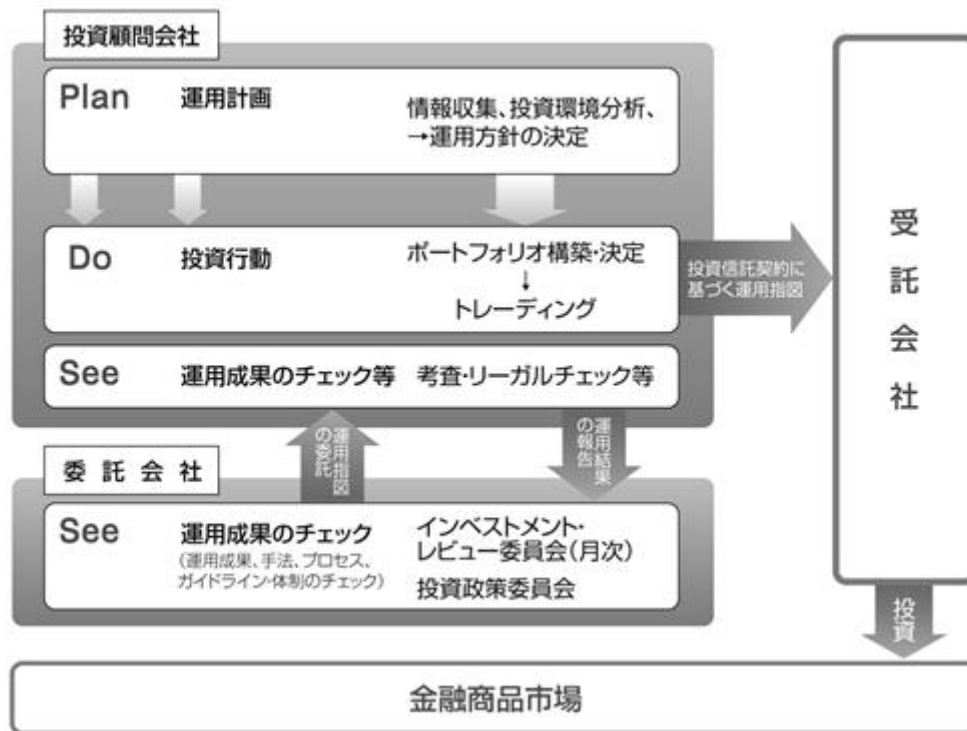 投資顧問会社
Plan 運用計画
情報収集、投資環境分析、
→運用方針の決定
Do 投資行動
ポートフォリオ構築・決定
↓
トレーディング
See 運用成果のチェック等 考査・リーガルチェック等
投資信託契約に
基づく運用指図
受託会社
運用指図
の委託
運用結果
の報告
委託会社
See 運用成果のチェック
(運用成果、手法、プロセス、
ガイドライン・体制のチェック)
インベストメント・
レビュー委員会(月次)
投資政策委員会
投資
金融商品市場